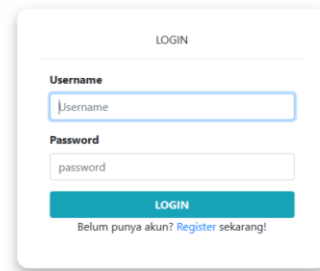 LOGIN
Username
Username
Password
password
LOGIN
Belum punya akun? Register sekarang!